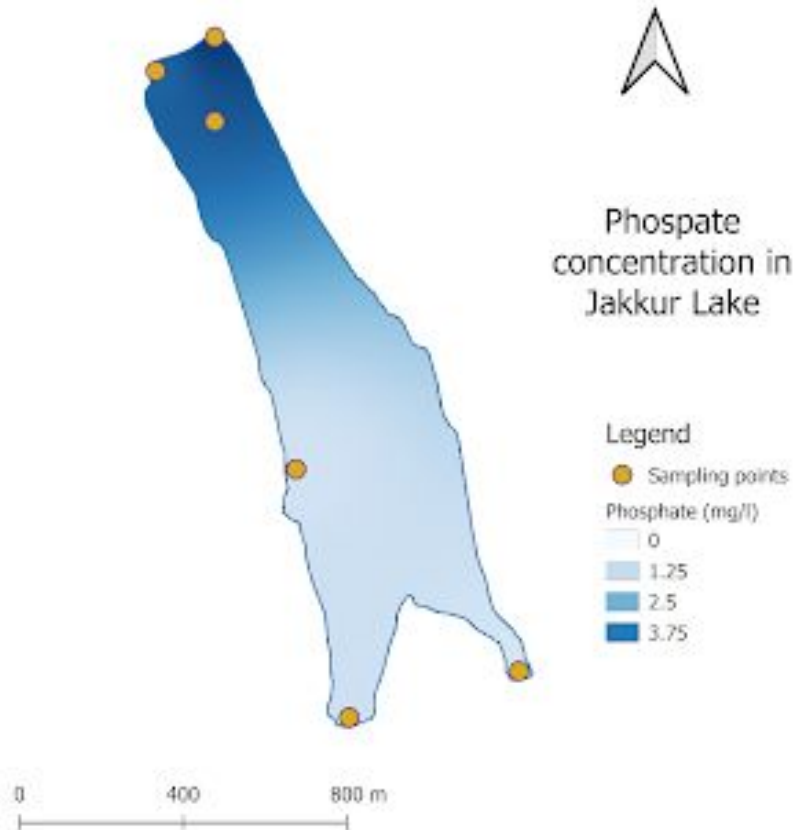 Phospate
concentration in
Jakkur Lake
Legend
Sampling points
Phosphate (mg/l)
0
1.25
2.5
3.75
0 400 800 m